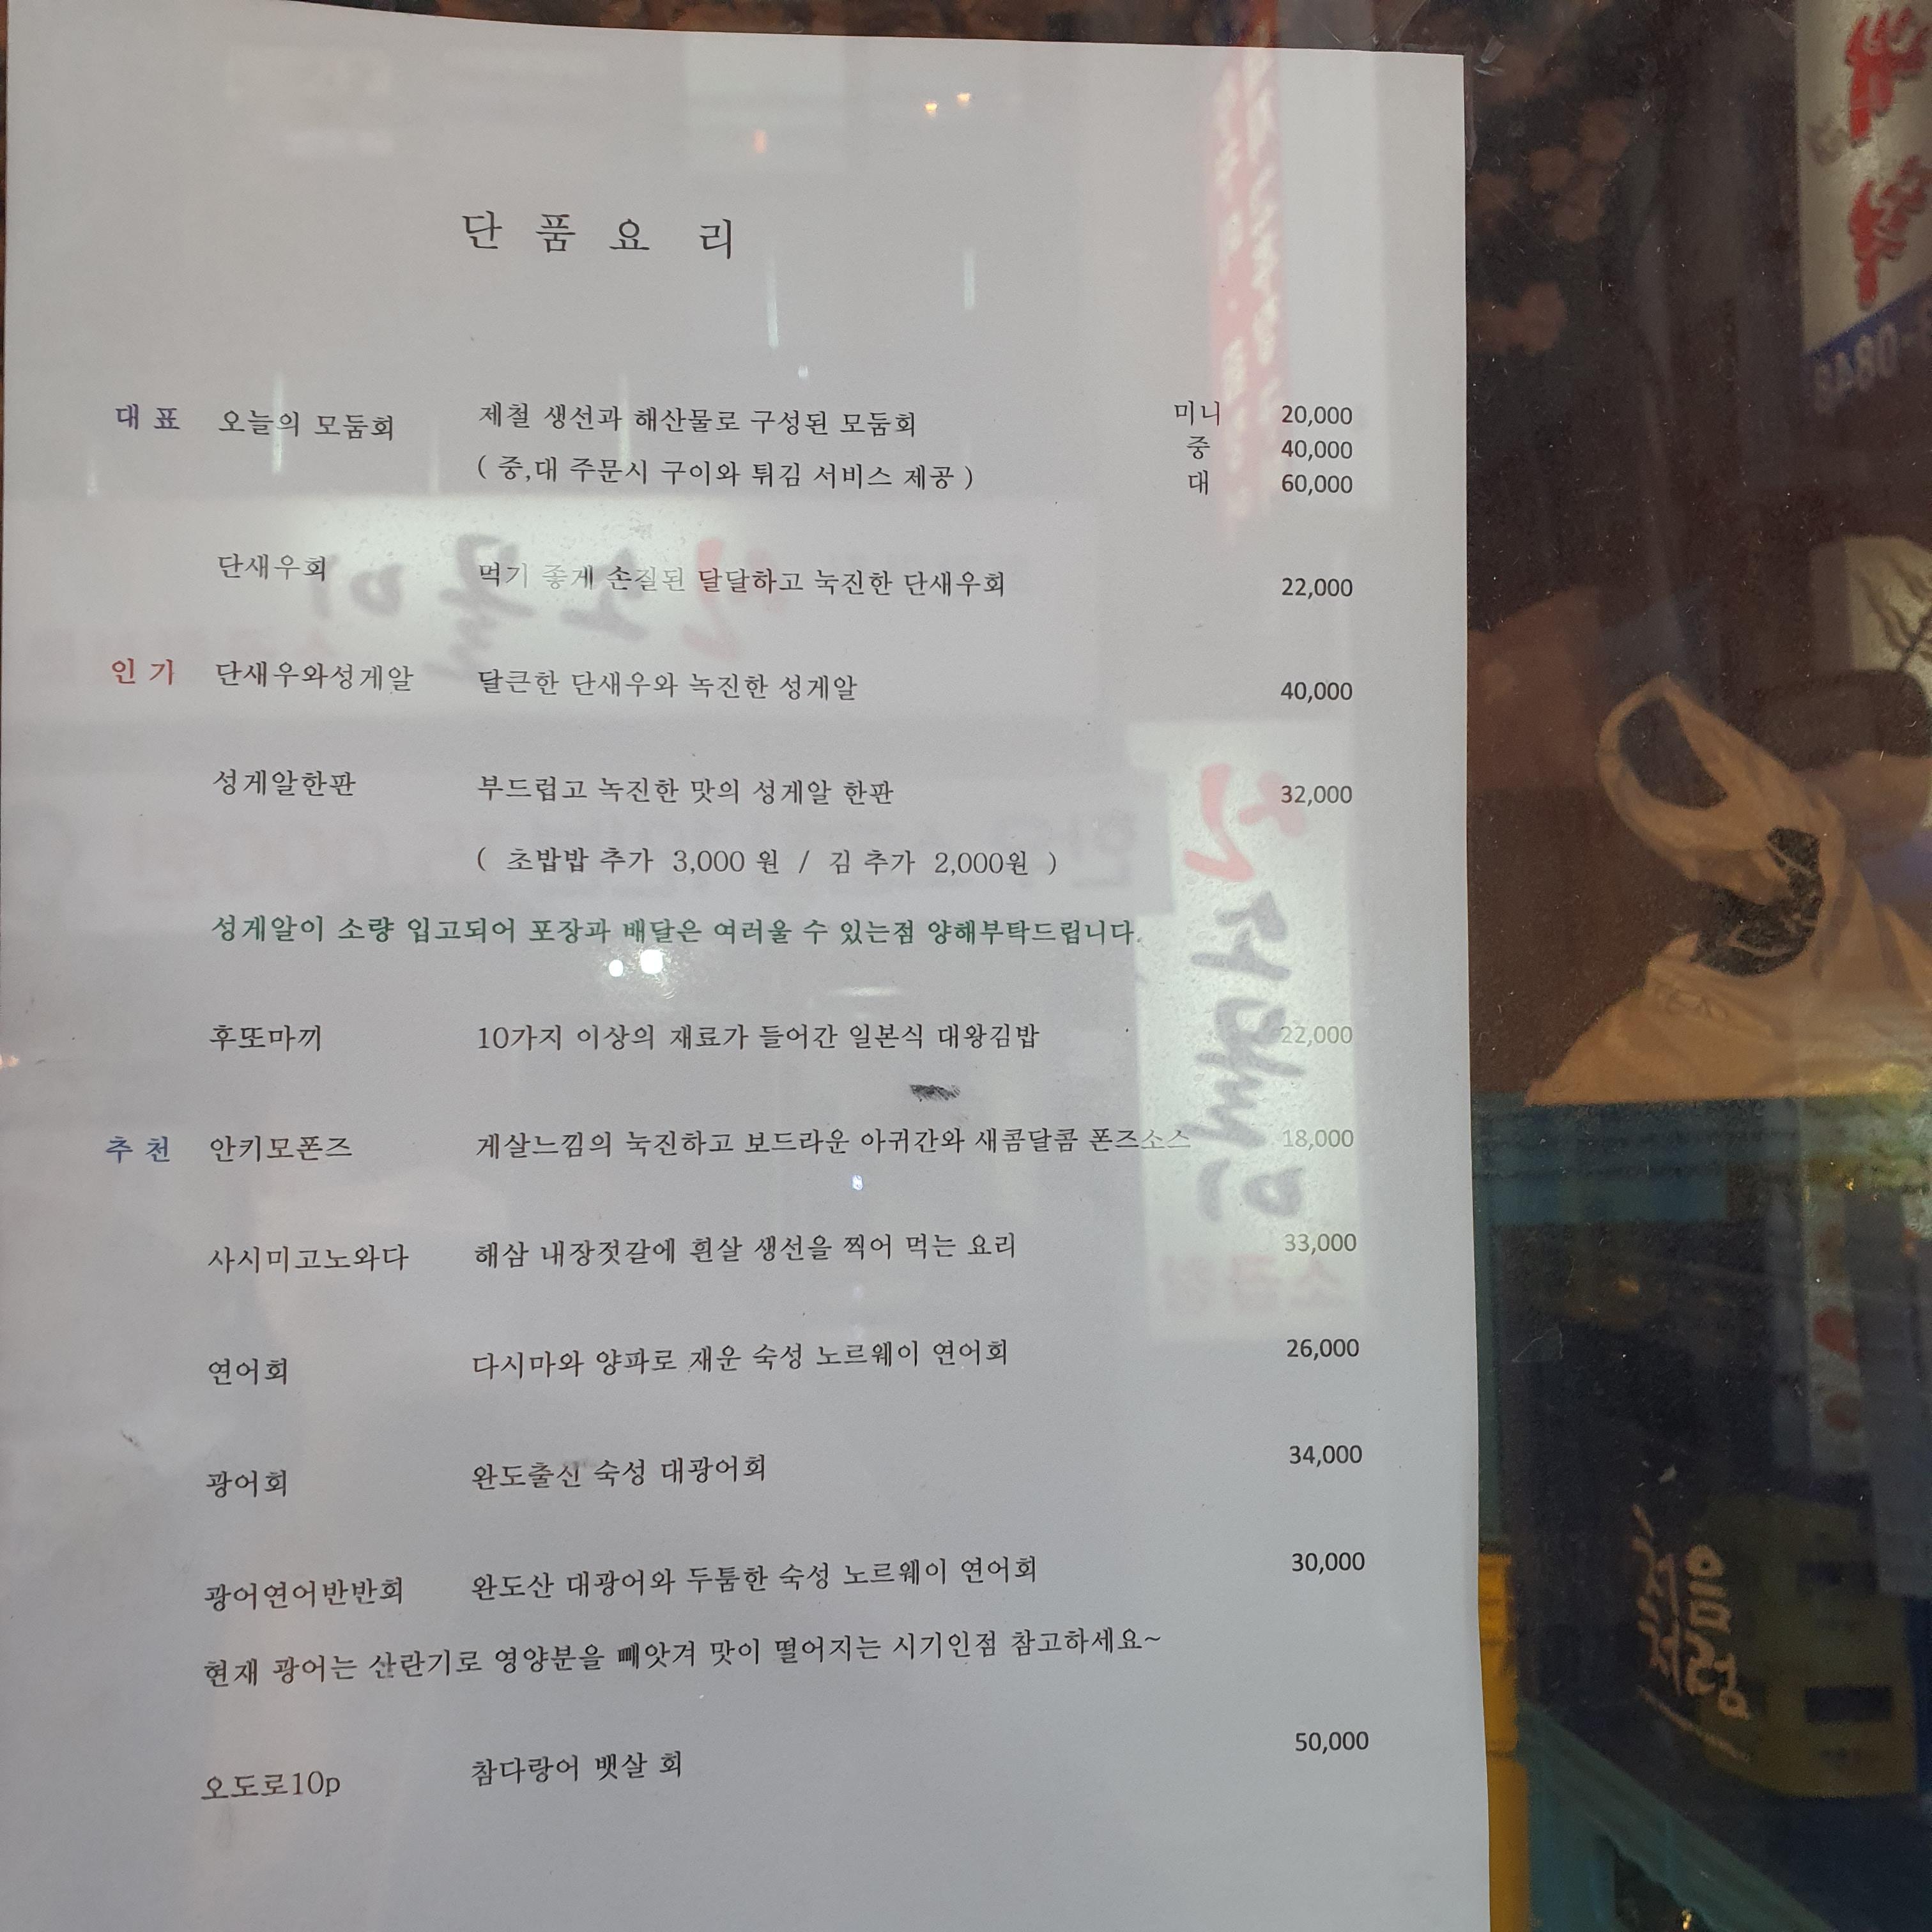 단 품 요 리
대 표 오늘의 모둠회 제철 생선과 해산물로 구성된 모둠회 미니 20,000
중 40,000
( 중,대 주문시 구이와 튀김 서비스 제공 ) 대 60,000
단새우회 먹기 좋게 손질된 달달하고 눅진한 단새우회 22,000
인 기 단새우와성게알 달큰한 단새우와 녹진한 성게알 40,000
성게알한판 부드럽고 녹진한 맛의 성게알 한판 32,000
( 초밥밥 추가 3,000 원 / 김 추가 2,000원 )
성게알이 소량 입고되어 포장과 배달은 여러울 수 있는점 양해부탁드립니다.
후또마끼 10가지 이상의 재료가 들어간 일본식 대왕김밥 22,000
추 천 안키모폰즈 게살느낌의 눅진하고 보드라운 아귀간와 새콤달콤 폰즈소스 18,000
사시미고노와다 해삼 내장젓갈에 흰살 생선을 찍어 먹는 요리 33,000
연어회 다시마와 양파로 재운 숙성 노르웨이 연어회 26,000
광어회 완도출신 숙성 대광어회 34,000
광어연어반반회 완도산 대광어와 두툼한 숙성 노르웨이 연어회 30,000
현재 광어는 산란기로 영양분을 빼앗겨 맛이 떨어지는 시기인점 참고하세요~
오도로10p 참다랑어 뱃살 회 50,000
처음
처럼